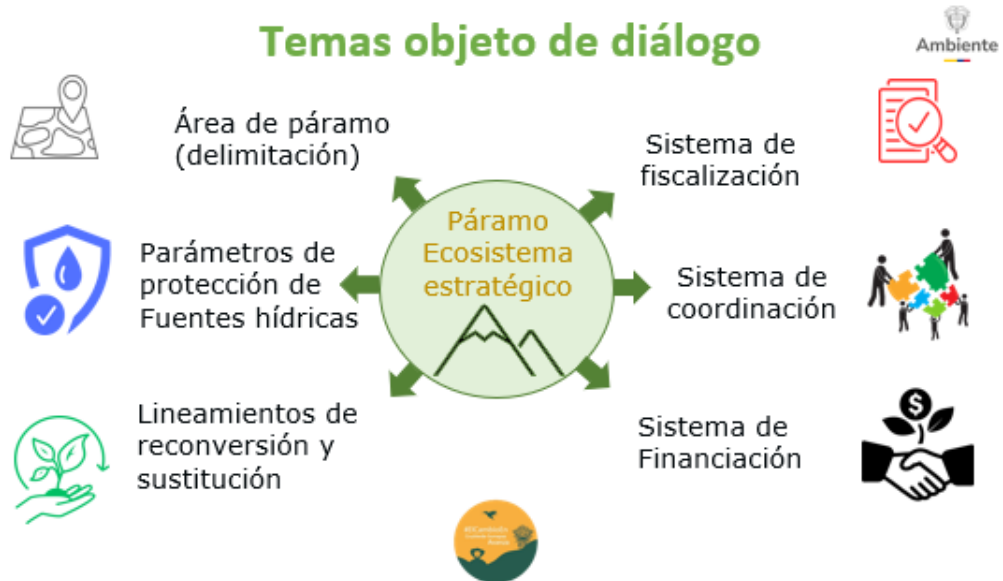 Temas objeto de diálogo
Ambiente
Área de páramo
(delimitación)
Parámetros de
protección de
Fuentes hídricas
Lineamientos de
reconversión y
sustitución
Páramo
Ecosistema
estratégico
Sistema de
fiscalización
Sistema de
coordinación
Sistema de
Financiación
$